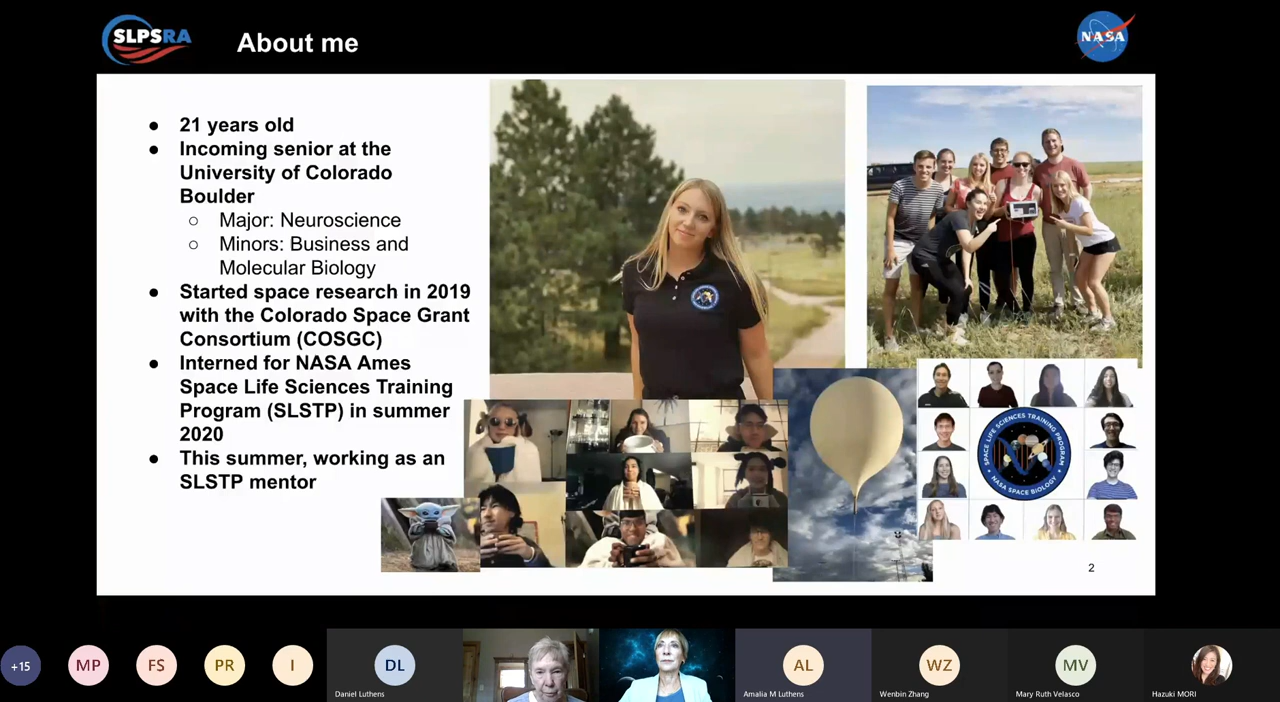 SLPSRA
About me
NASA
● 21 years old
● Incoming senior at the
University of Colorado
Boulder
○ Major: Neuroscience
○ Minors: Business and
Molecular Biology
● Started space research in 2019
with the Colorado Space Grant
Consortium (COSGC)
● Interned for NASA Ames
Space Life Sciences Training
Program (SLSTP) in summer
2020
● This summer, working as an
SLSTP mentor
SPACE LIFE SCIENCES TRAINING PROGRAM
NASA SPACE BIOLOGY
2
+15
MP
FS
PR
I
DL
AL
WZ
MV
Daniel Luthens
Amalia M Luthens
Wenbin Zhang
Mary Ruth Velasco
Hazuki MORI